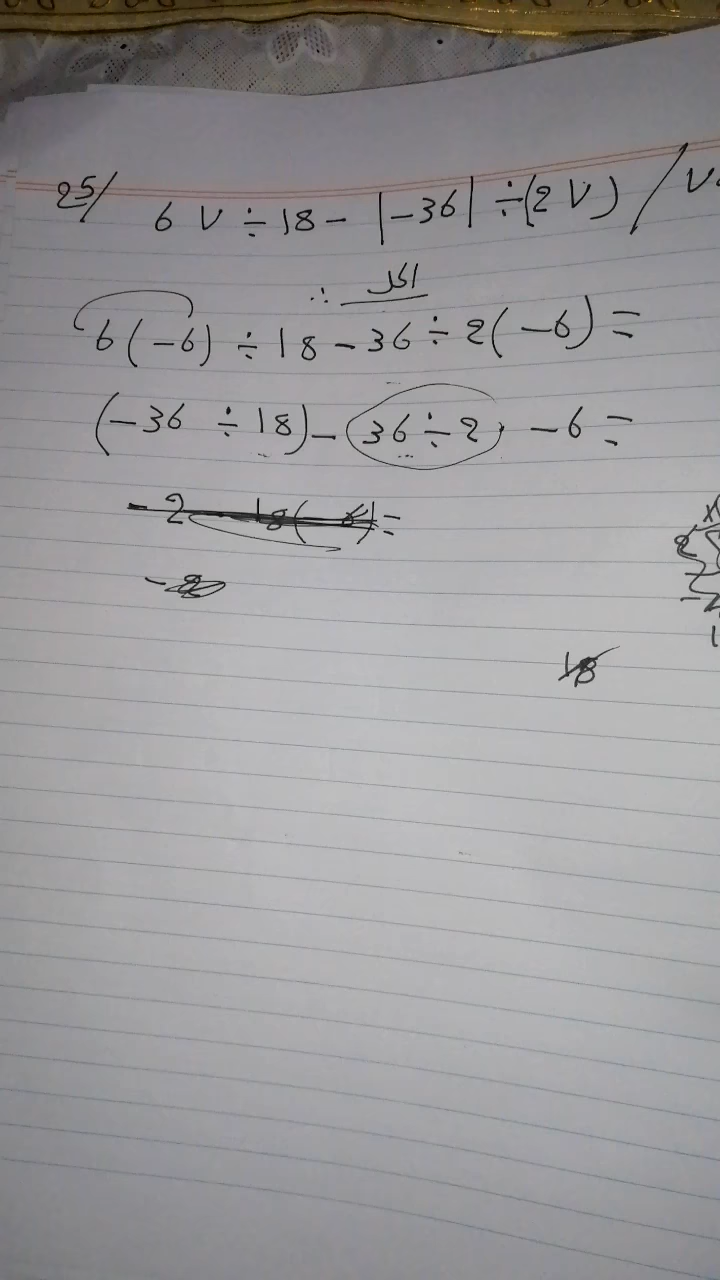 25/ 6 V ÷ 18 - |-36| ÷ (2 V) / V
∴ الحل
6(-6) ÷ 18 - 36 ÷ 2(-6) =
(-36 ÷ 18) - 36 ÷ 2, -6 =
- 2 - 18( ) =
-
18